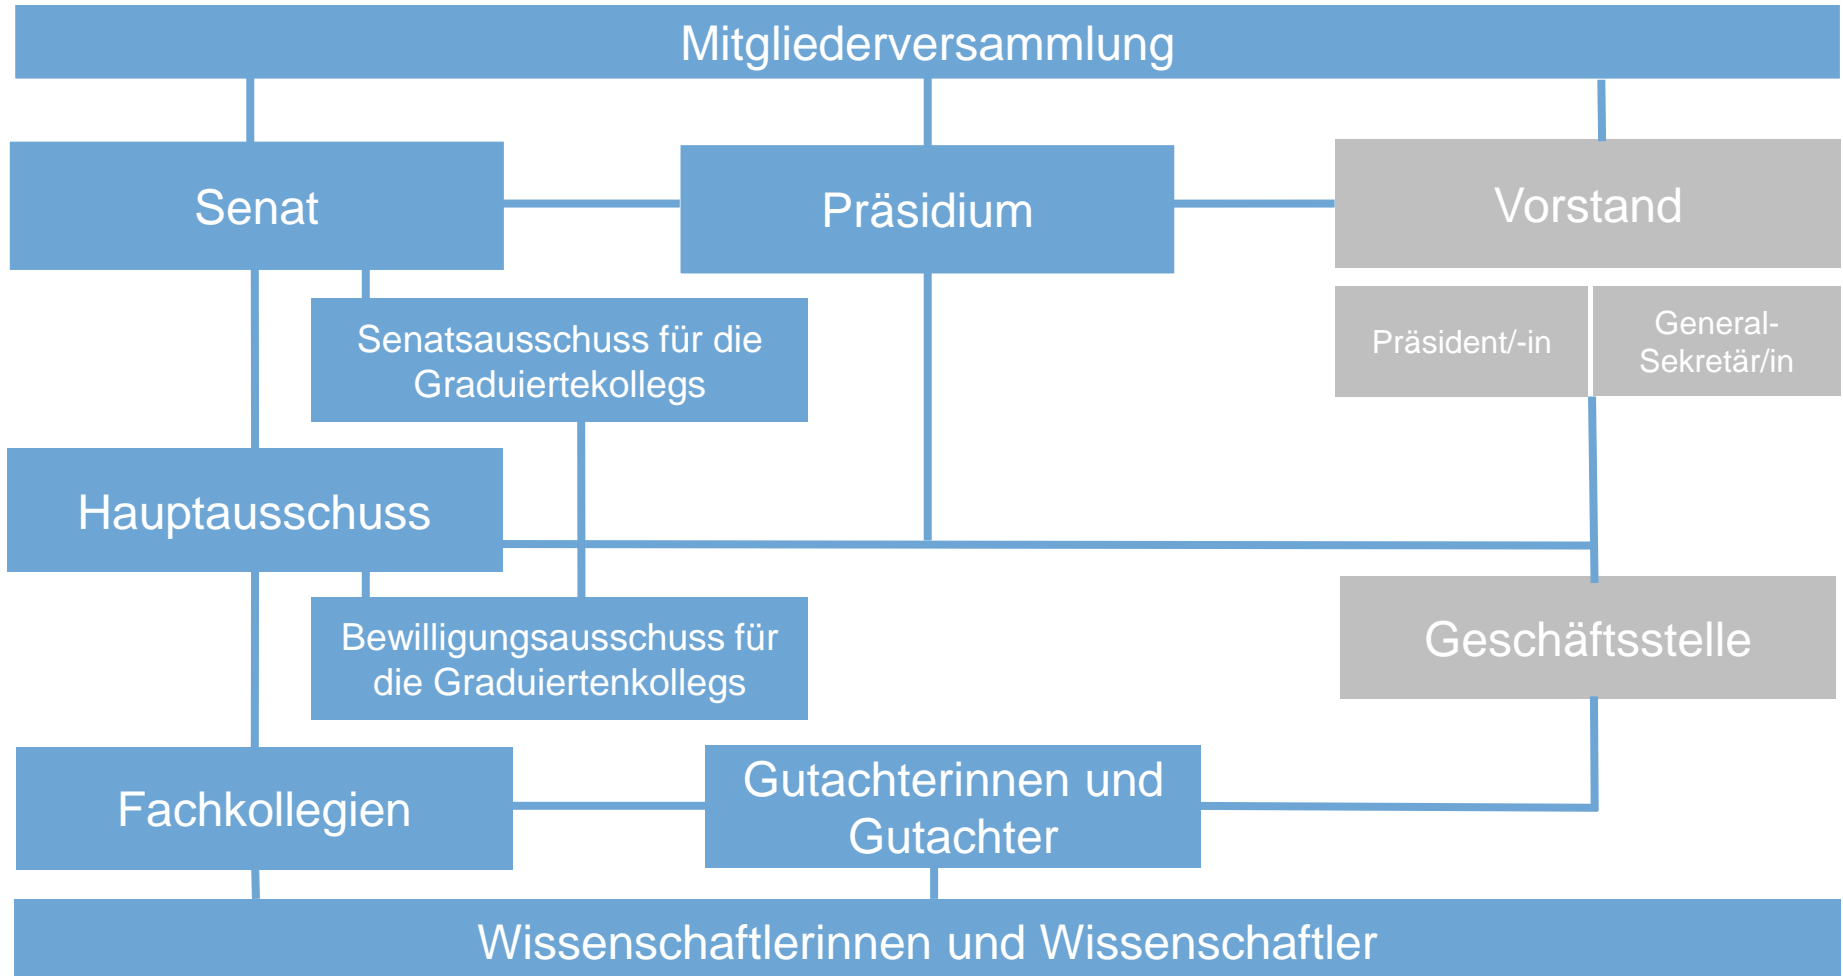 Mitgliederversammlung
Senat
Präsidium
Vorstand
Präsident/-in
General-
Sekretär/in
Senatsausschuss für die
Graduiertekollegs
Hauptausschuss
Bewilligungsausschuss für
die Graduiertenkollegs
Geschäftsstelle
Fachkollegien
Gutachterinnen und
Gutachter
Wissenschaftlerinnen und Wissenschaftler